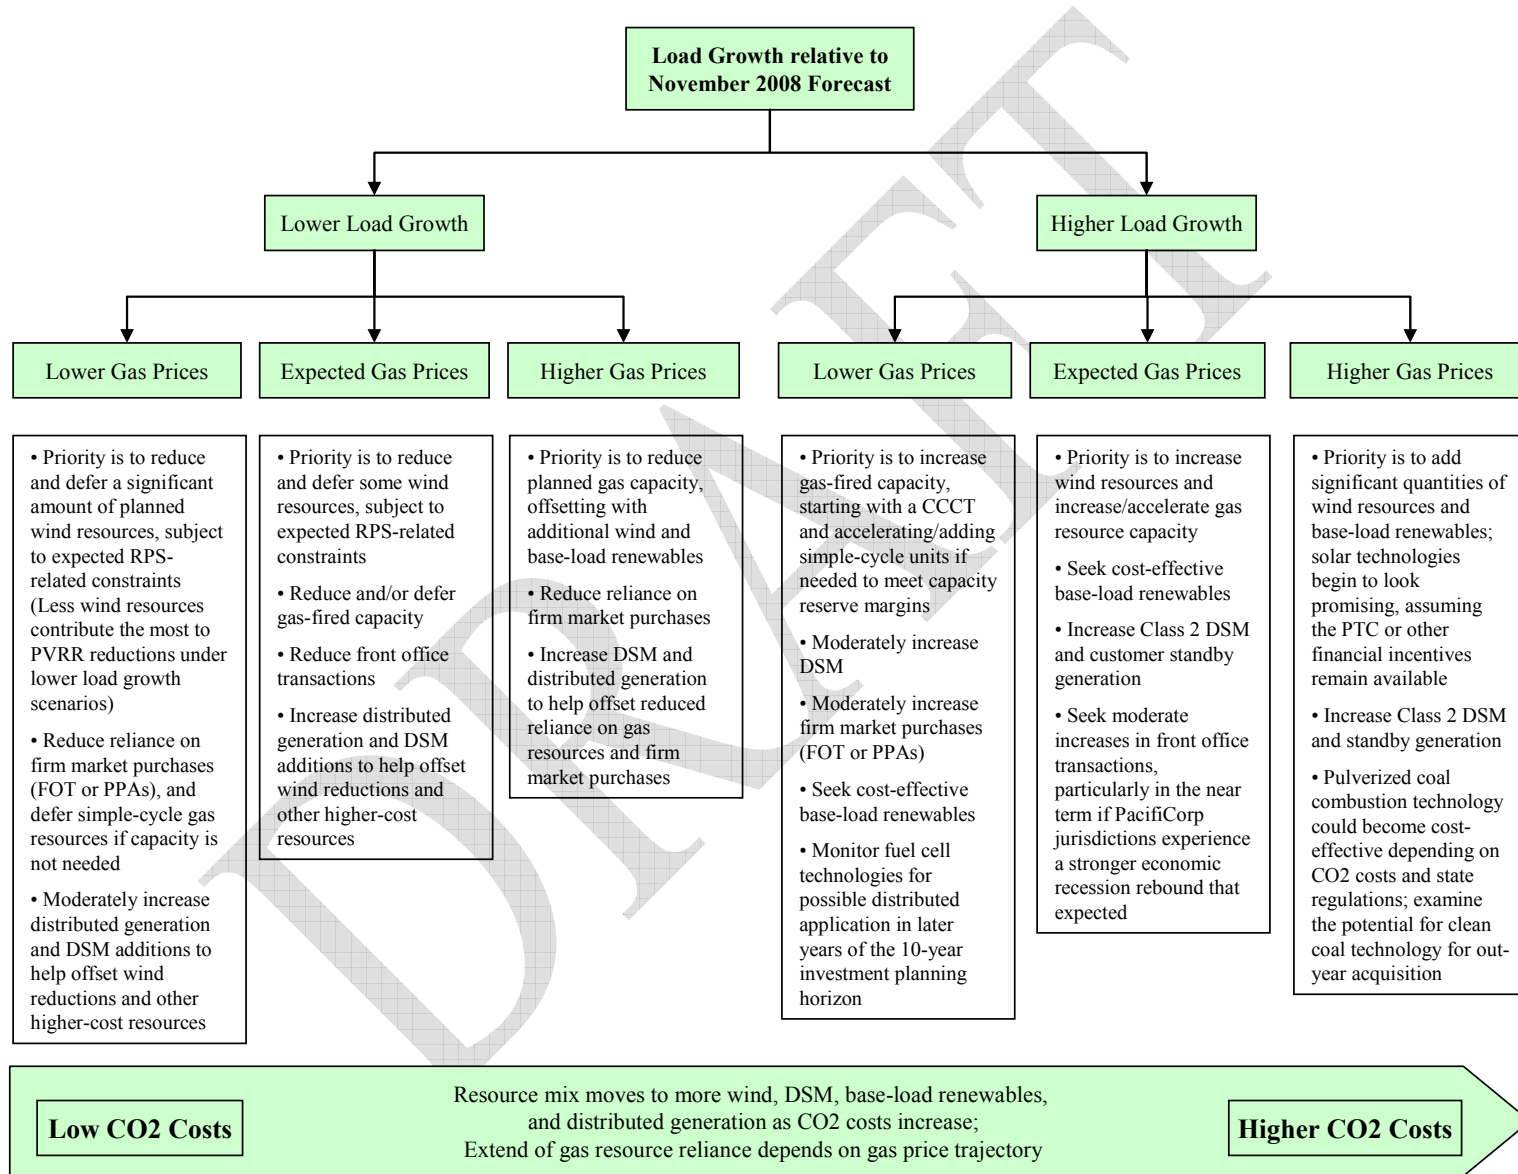 Load Growth relative to
November 2008 Forecast
Lower Load Growth
Higher Load Growth
Lower Gas Prices
Expected Gas Prices
Higher Gas Prices
Lower Gas Prices
Expected Gas Prices
Higher Gas Prices
• Priority is to reduce
and defer a significant
amount of planned
wind resources, subject
to expected RPS-
related constraints
(Less wind resources
contribute the most to
PVRR reductions under
lower load growth
scenarios)
• Reduce reliance on
firm market purchases
(FOT or PPAs), and
defer simple-cycle gas
resources if capacity is
not needed
• Moderately increase
distributed generation
and DSM additions to
help offset wind
reductions and other
higher-cost resources
• Priority is to reduce
and defer some wind
resources, subject to
expected RPS-related
constraints
• Reduce and/or defer
gas-fired capacity
• Reduce front office
transactions
• Increase distributed
generation and DSM
additions to help offset
wind reductions and
other higher-cost
resources
• Priority is to reduce
planned gas capacity,
offsetting with
additional wind and
base-load renewables
• Reduce reliance on
firm market purchases
• Increase DSM and
distributed generation
to help offset reduced
reliance on gas
resources and firm
market purchases
• Priority is to increase
gas-fired capacity,
starting with a CCCT
and accelerating/adding
simple-cycle units if
needed to meet capacity
reserve margins
• Moderately increase
DSM
• Moderately increase
firm market purchases
(FOT or PPAs)
• Seek cost-effective
base-load renewables
• Monitor fuel cell
technologies for
possible distributed
application in later
years of the 10-year
investment planning
horizon
• Priority is to increase
wind resources and
increase/accelerate gas
resource capacity
• Seek cost-effective
base-load renewables
• Increase Class 2 DSM
and customer standby
generation
• Seek moderate
increases in front office
transactions,
particularly in the near
term if PacifiCorp
jurisdictions experience
a stronger economic
recession rebound that
expected
• Priority is to add
significant quantities of
wind resources and
base-load renewables;
solar technologies
begin to look
promising, assuming
the PTC or other
financial incentives
remain available
• Increase Class 2 DSM
and standby generation
• Pulverized coal
combustion technology
could become cost-
effective depending on
CO2 costs and state
regulations; examine
the potential for clean
coal technology for out-
year acquisition
DRAFT
Low CO2 Costs
Resource mix moves to more wind, DSM, base-load renewables,
and distributed generation as CO2 costs increase;
Extend of gas resource reliance depends on gas price trajectory
Higher CO2 Costs